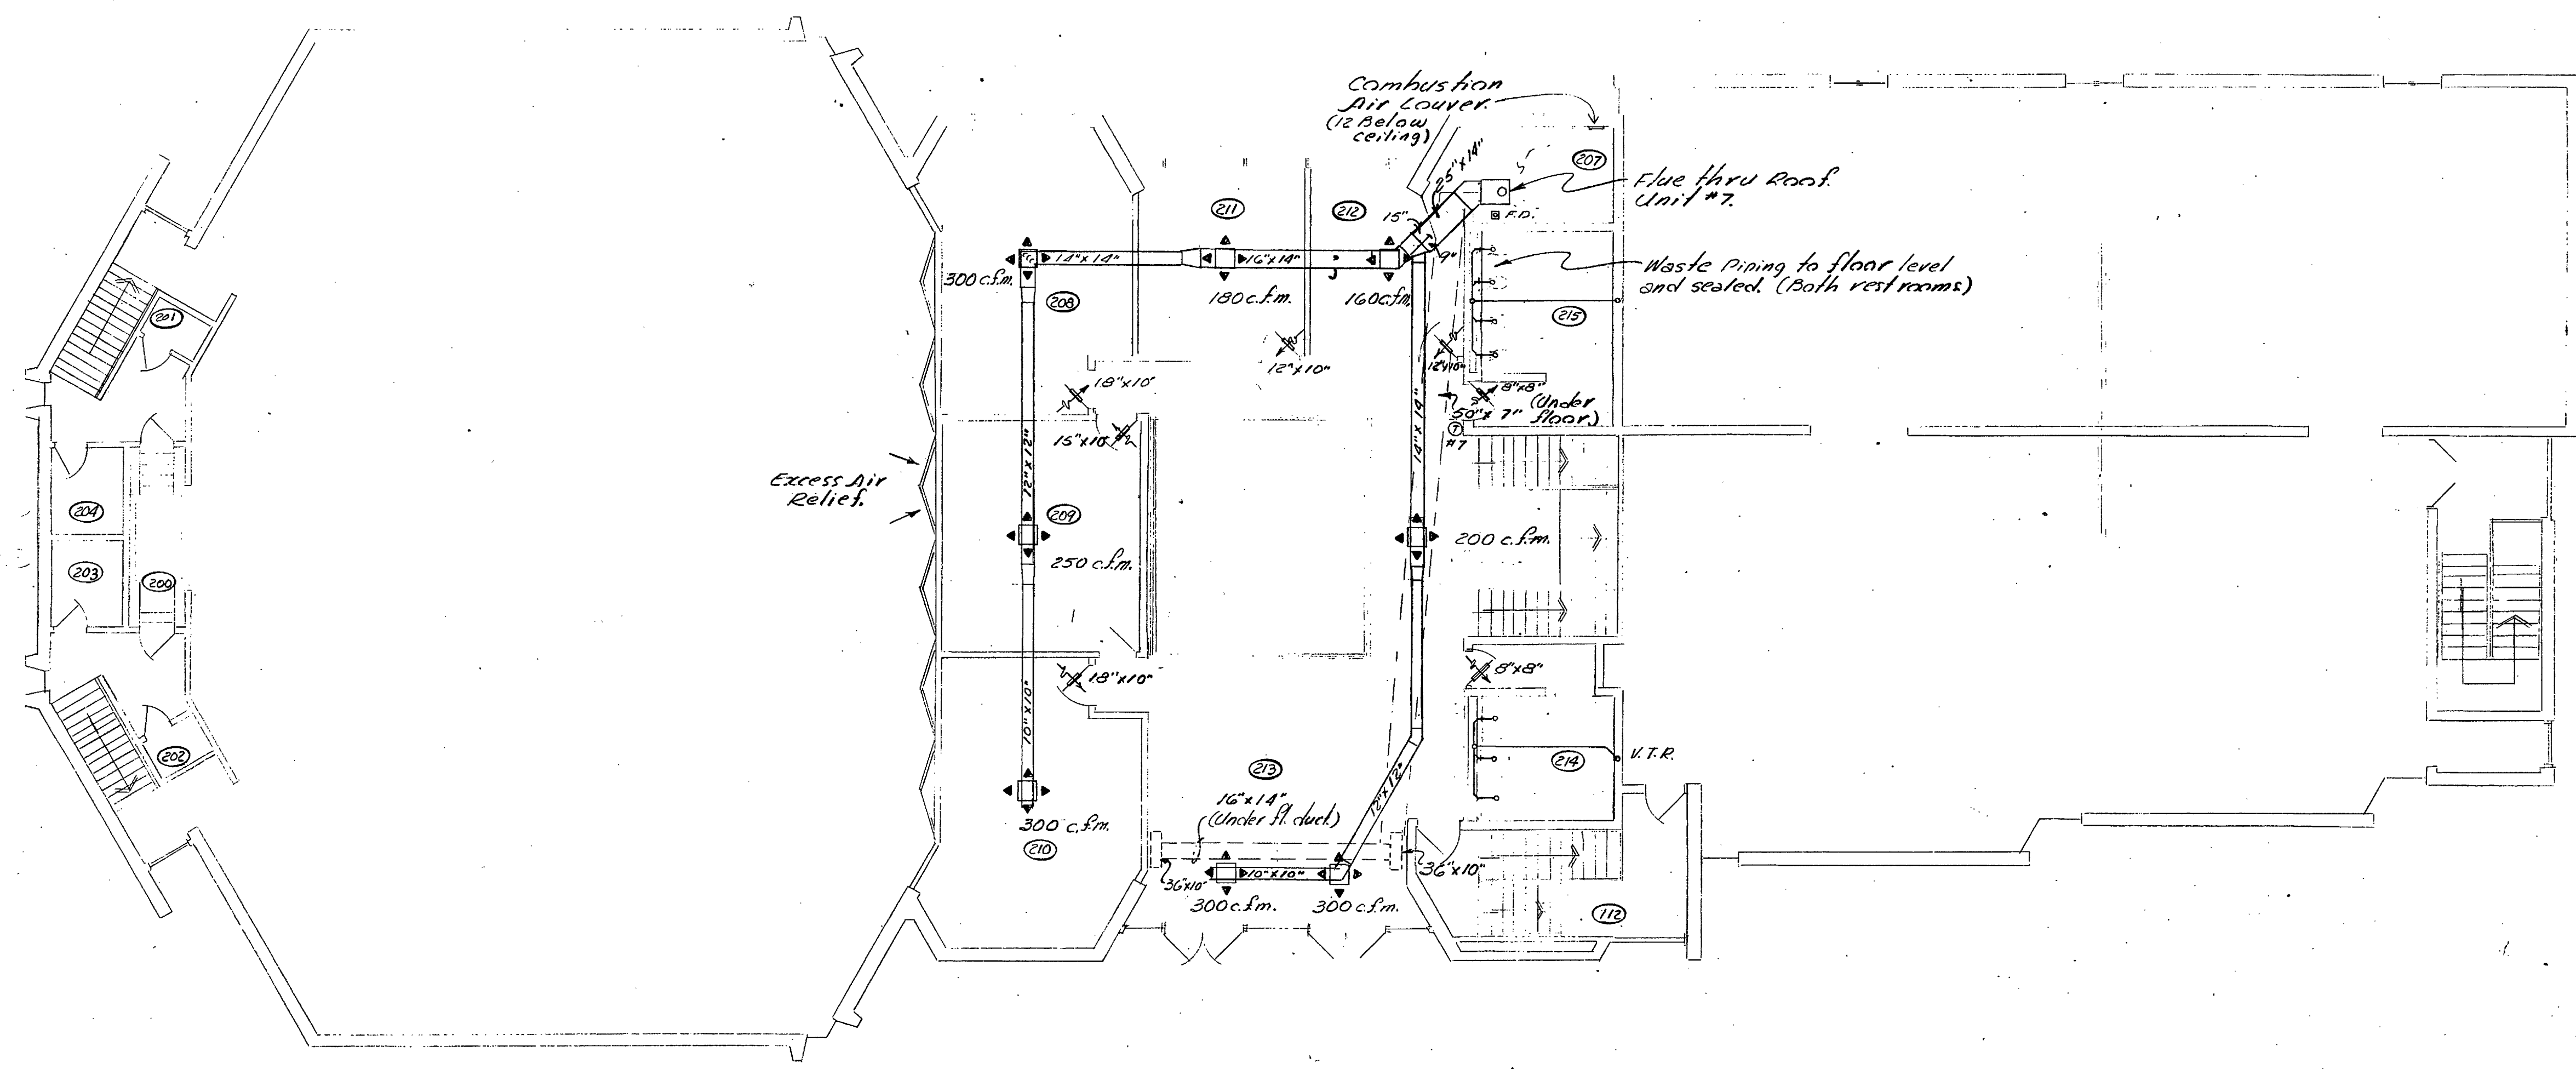 Combustion
Air Louver.
(12 Below
ceiling)
25"x14"
207
Flue thru Roof.
Unit #7.
211
212
15"
F.D.
9"
14"x14"
16"x14"
300 c.f.m.
208
180 c.f.m.
160 c.f.m.
Waste Piping to floor level
and sealed. (Both rest rooms)
215
201
12"x10"
12"x10"
18"x10"
8"x8"
(Under
floor)
50"x7"
14"x14"
T
#7
15"x10"
12"x12"
Excess Air
Relief.
204
209
200 c.f.m.
250 c.f.m.
203
200
18"x10"
8"x8"
10"x10"
202
213
214
V.T.R.
16"x14"
(Under fl. duct.)
12"x12"
300 c.f.m.
210
36"x10"
10"x10"
36"x10"
300 c.f.m.
300 c.f.m.
112